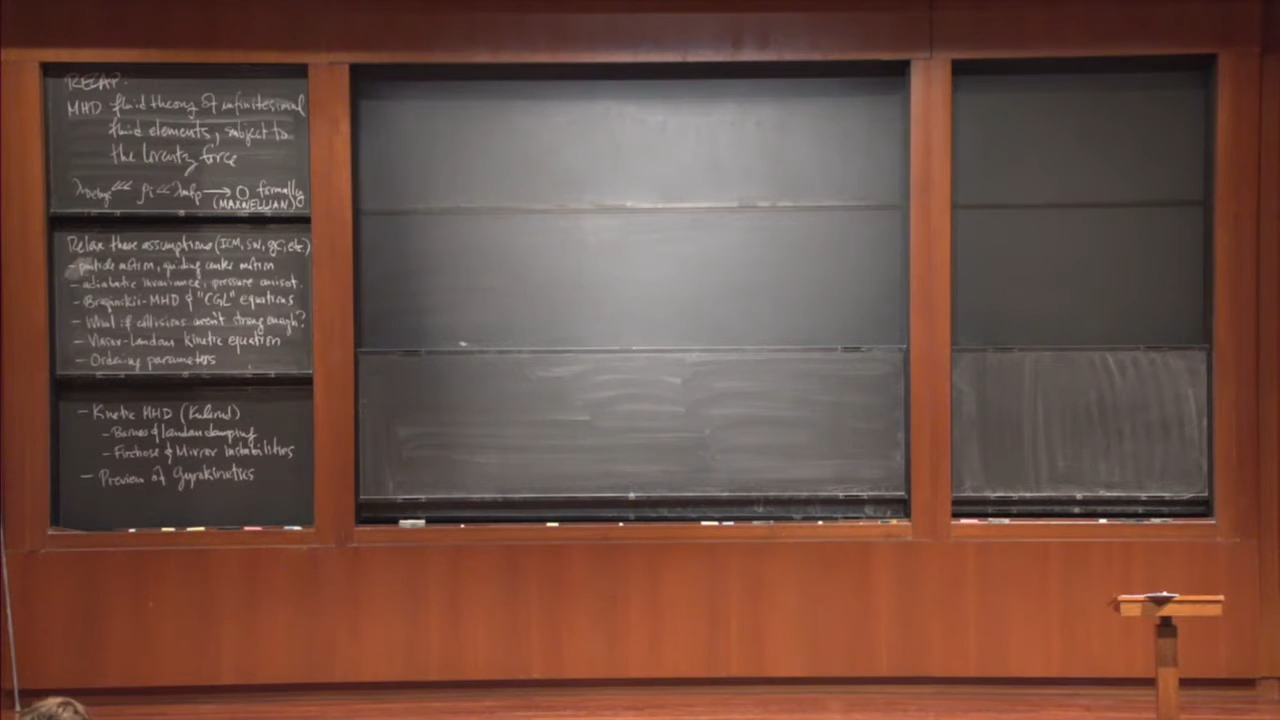 RECAP:
MHD fluid theory of infinitesimal
fluid elements, subject to
the Lorentz force
λDebye <<< ρi << λmfp → 0 formally
(MAXWELLIAN)
Relax these assumptions (ICM, SW, GC, etc.)
- particle motion, guiding center motion
- adiabatic invariance, pressure anisot.
- Braginskii-MHD & "CGL" equations
- What if collisions aren't strong enough?
- Vlasov-Landau kinetic equation
- Ordering parameters
- Kinetic MHD (Kulsrud)
- Barnes & Landau damping
- Firehose & Mirror instabilities
- Preview of Gyrokinetics